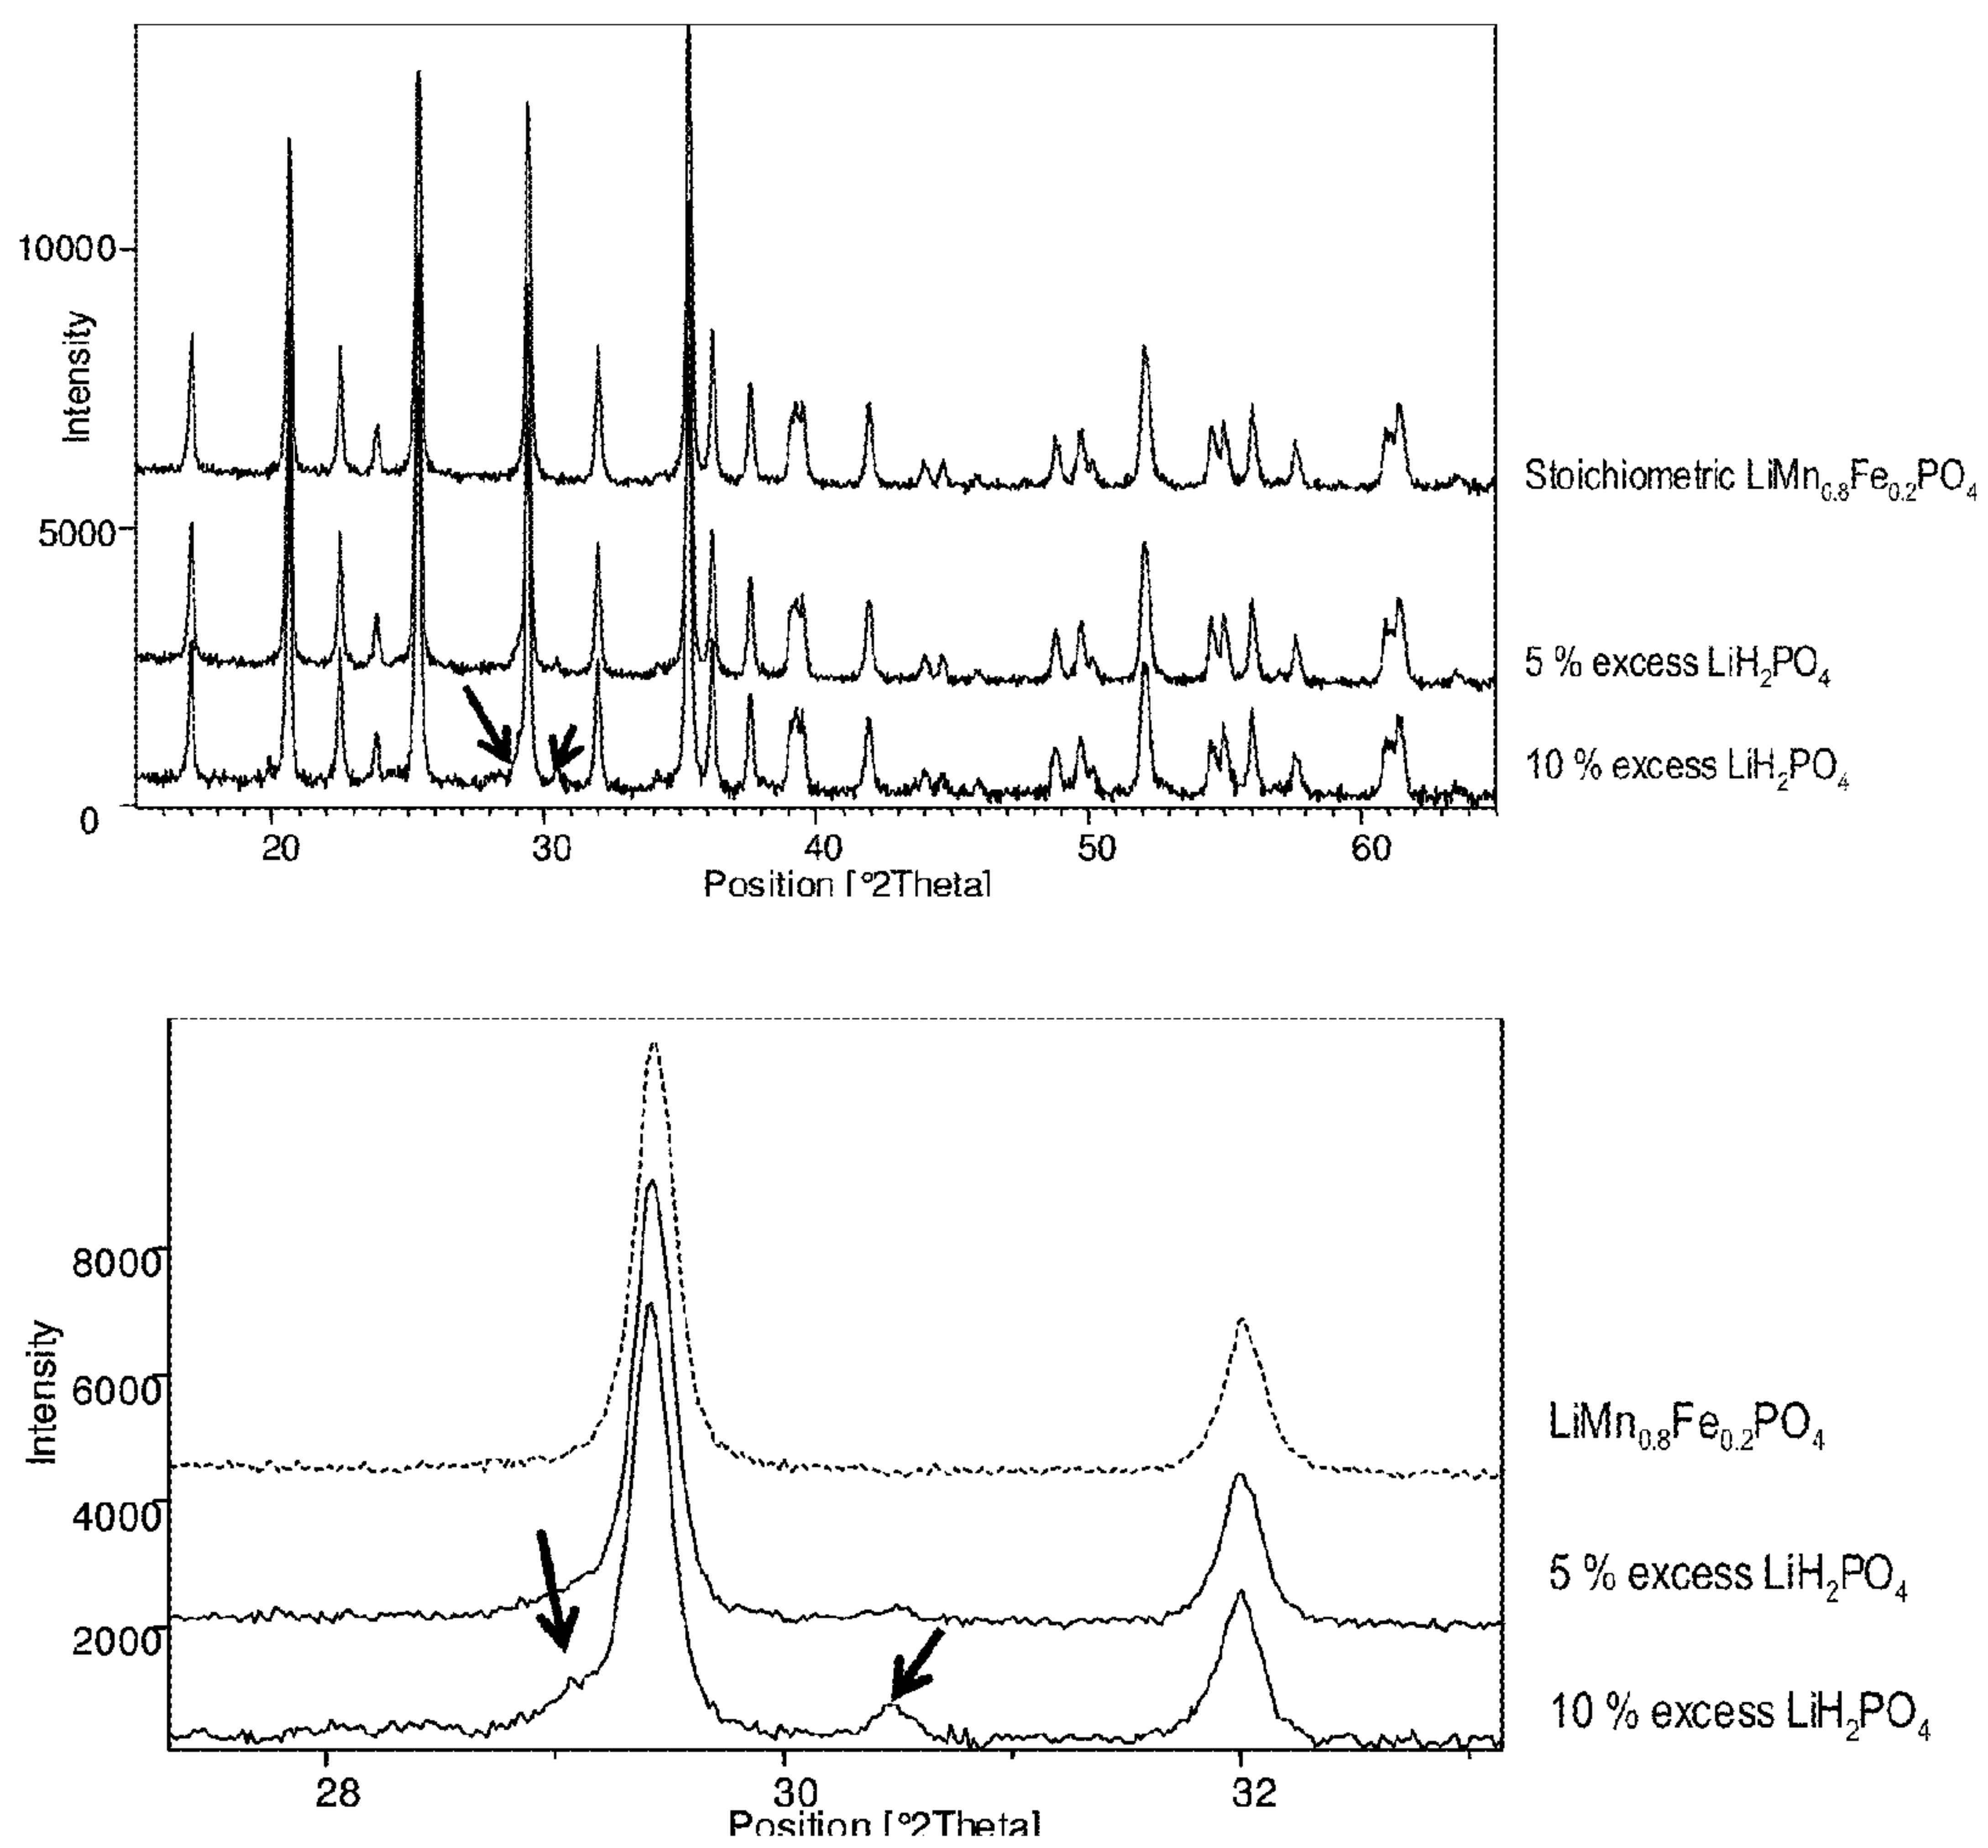 10000
5000
0
Intensity
20 30 40 50 60
Position [°2Theta]
Stoichiometric LiMn₀.₈Fe₀.₂PO₄
5 % excess LiH₂PO₄
10 % excess LiH₂PO₄
8000
6000
4000
2000
Intensity
28 30 32
Position [°2Theta]
LiMn₀.₈Fe₀.₂PO₄
5 % excess LiH₂PO₄
10 % excess LiH₂PO₄